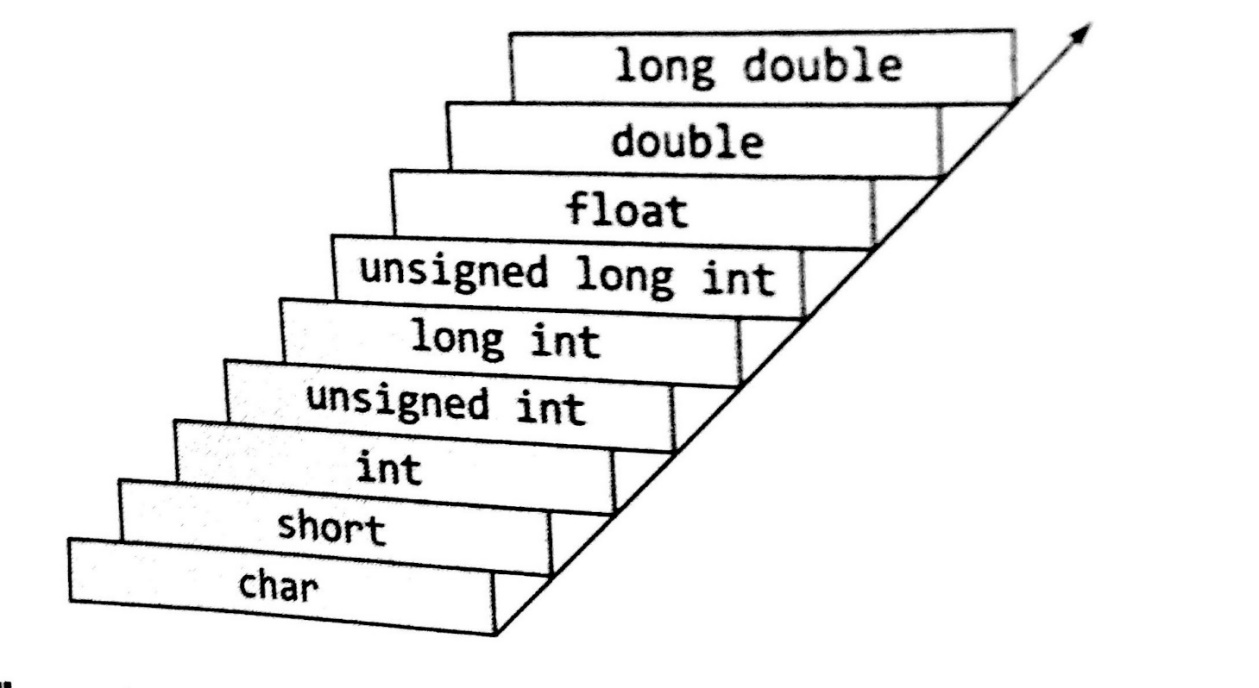 long double
double
float
unsigned long int
long int
unsigned int
int
short
char